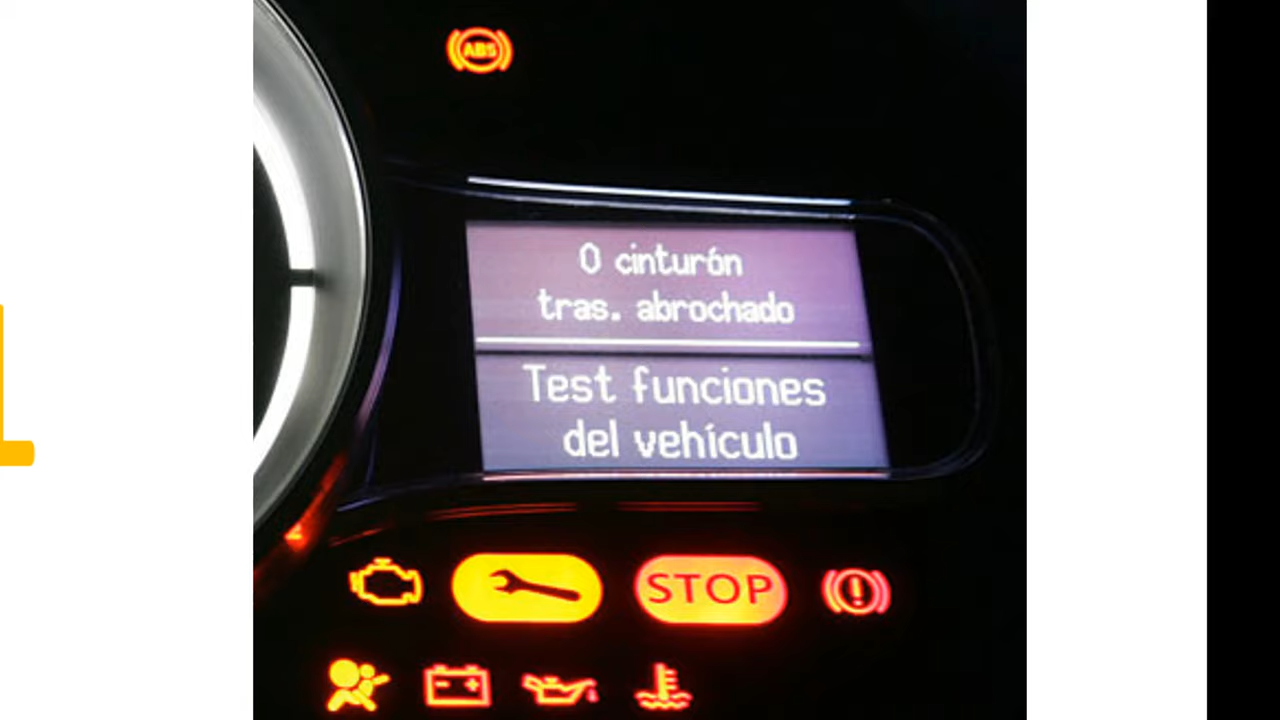 ABS
0 cinturón
tras. abrochado
Test funciones
del vehículo
STOP